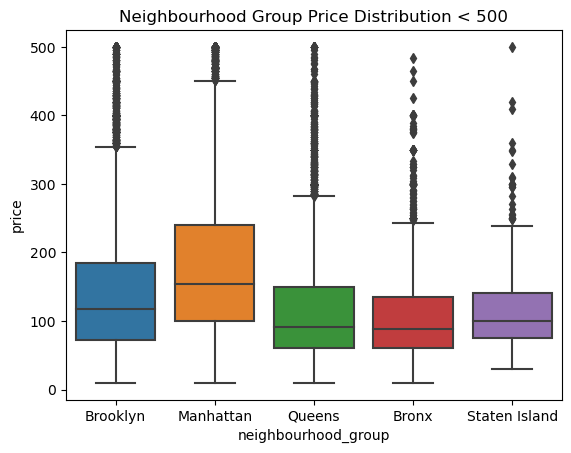 Neighbourhood Group Price Distribution < 500
500
400
300
200
100
0
price
Brooklyn
Manhattan
Queens
Bronx
Staten Island
neighbourhood_group